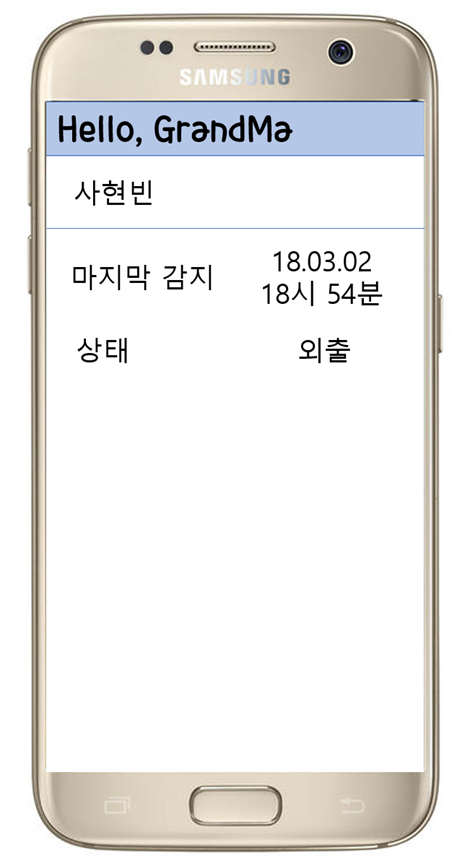 SAMSUNG
Hello, GrandMa
사현빈
마지막 감지 18.03.02
18시 54분
상태 외출